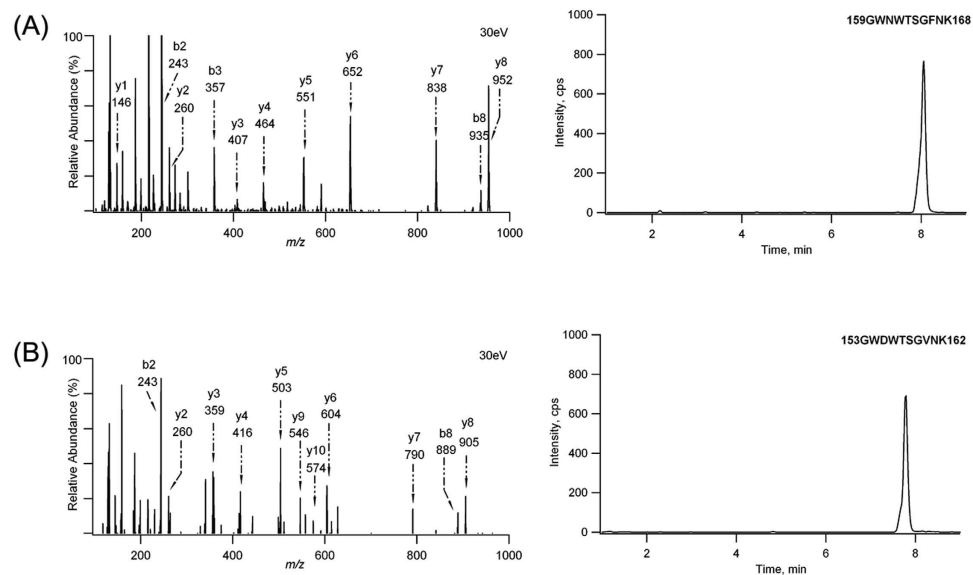 (A)
100
Relative Abundance (%)
30eV
y1
146
b2
243
y2
260
b3
357
y3
407
y4
464
y5
551
y6
652
y7
838
b8
935
y8
952
200
400
600
800
1000
m/z
159GWNWTSGFNK168
1000
800
600
400
200
0
Intensity, cps
2
4
6
8
Time, min
(B)
100
Relative Abundance (%)
30eV
b2
243
y2
260
y3
359
y4
416
y5
503
y9
546
y10
574
y6
604
y7
790
b8
889
y8
905
200
400
600
800
1000
m/z
153GWDWTSGVNK162
1000
800
600
400
200
0
Intensity, cps
2
4
6
8
Time, min